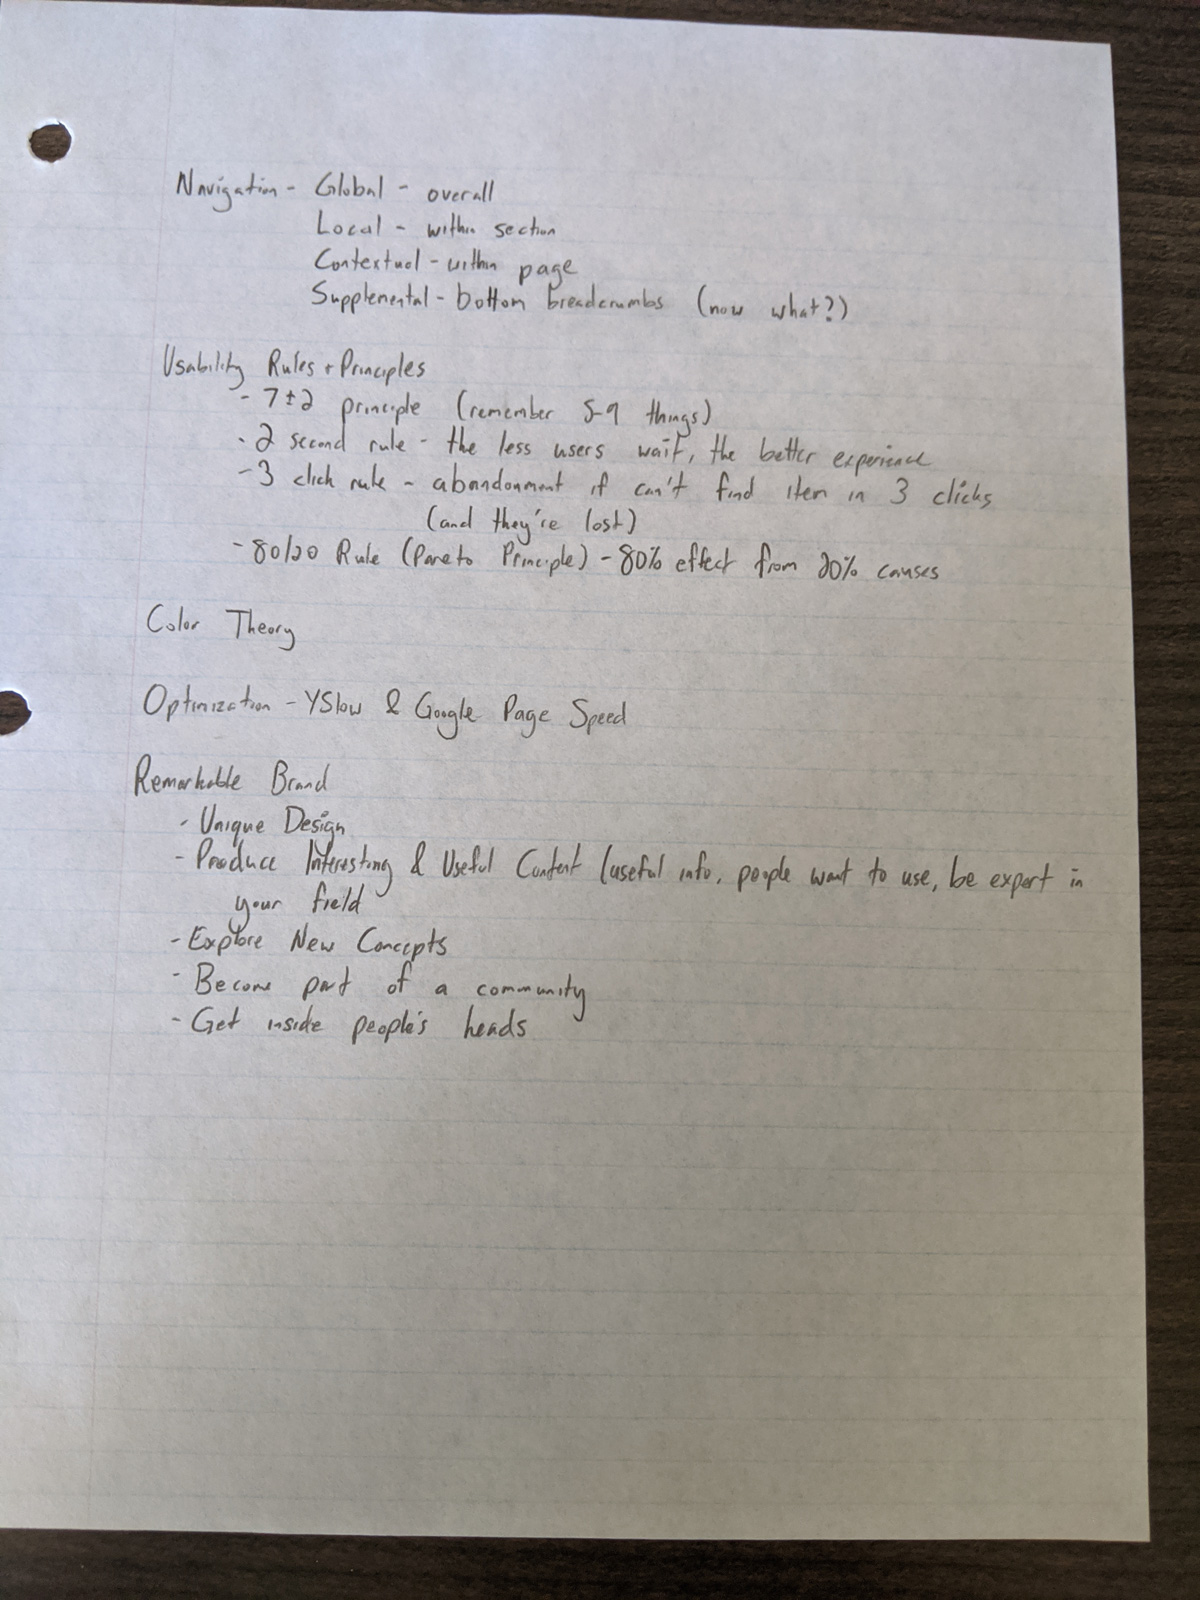 Navigation - Global - overall
Local - within section
Contextual - within page
Supplemental - bottom breadcrumbs (now what?)
Usability Rules + Principles
- 7±2 principle (remember 5-9 things)
- 2 second rule - the less users wait, the better experience
- 3 click rule - abandonment if can't find item in 3 clicks
(and they're lost)
- 80/20 Rule (Pareto Principle) - 80% effect from 20% causes
Color Theory
Optimization - YSlow & Google Page Speed
Remarkable Brand
- Unique Design
- Produce Interesting & Useful Content (useful info, people want to use, be expert in
your field
- Explore New Concepts
- Become part of a community
- Get inside people's heads